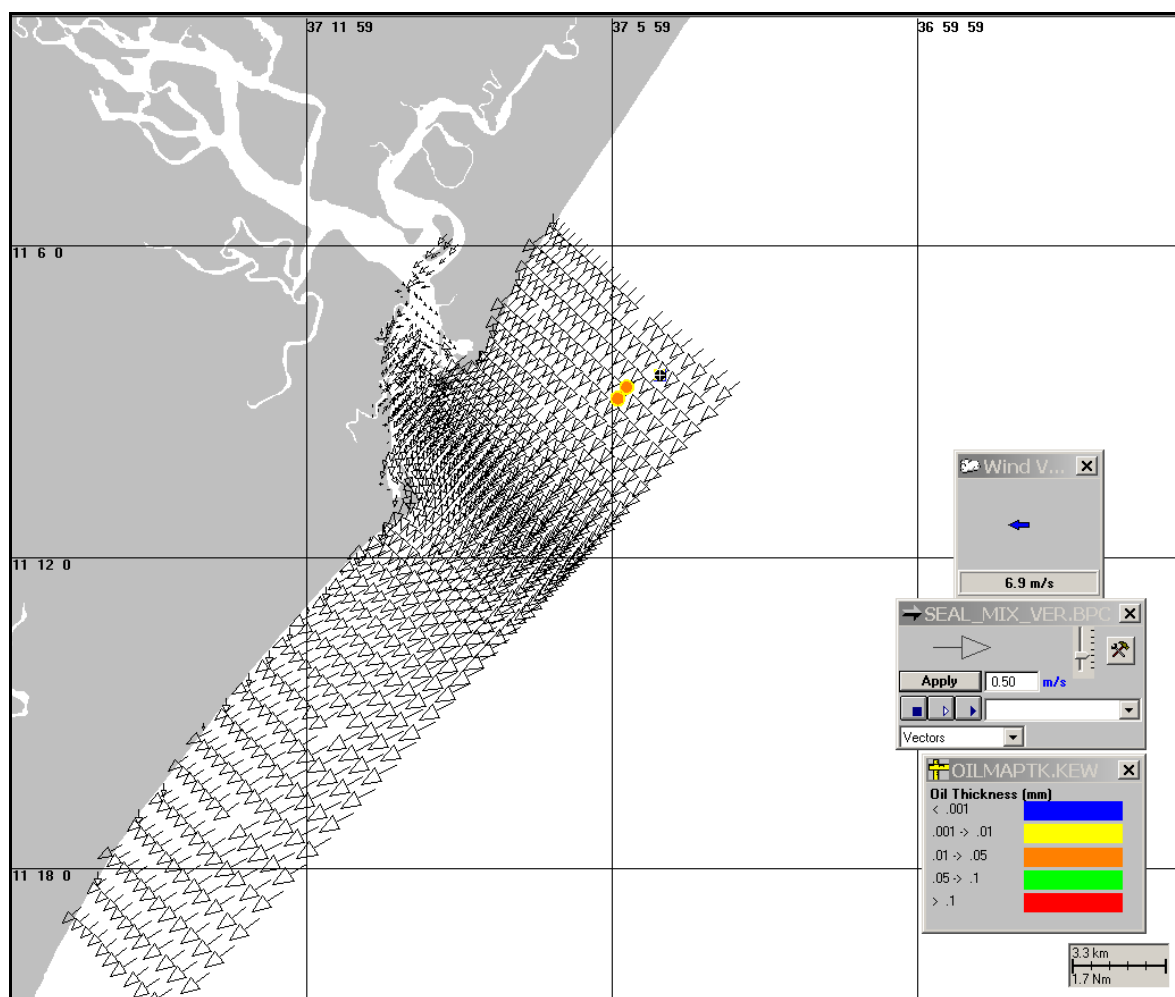 37 11 59
37 5 59
36 59 59
11 6 0
11 12 0
11 18 0
Wind V...
6.9 m/s
SEAL_MIX_VER.BPC
Apply
0.50
m/s
Vectors
OILMAPTK.KEW
Oil Thickness (mm)
< .001
.001 -> .01
.01 -> .05
.05 -> .1
> .1
3.3 km
1.7 Nm